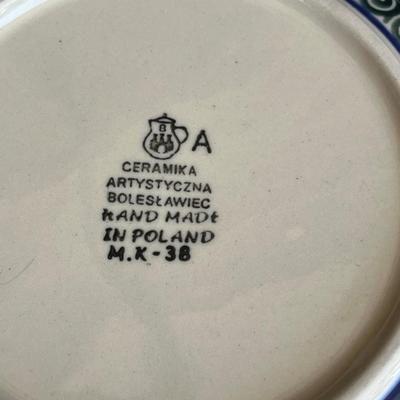 B A
CERAMIKA
ARTYSTYCZNA
BOLESŁAWIEC
HAND MADE
IN POLAND
M.K-38